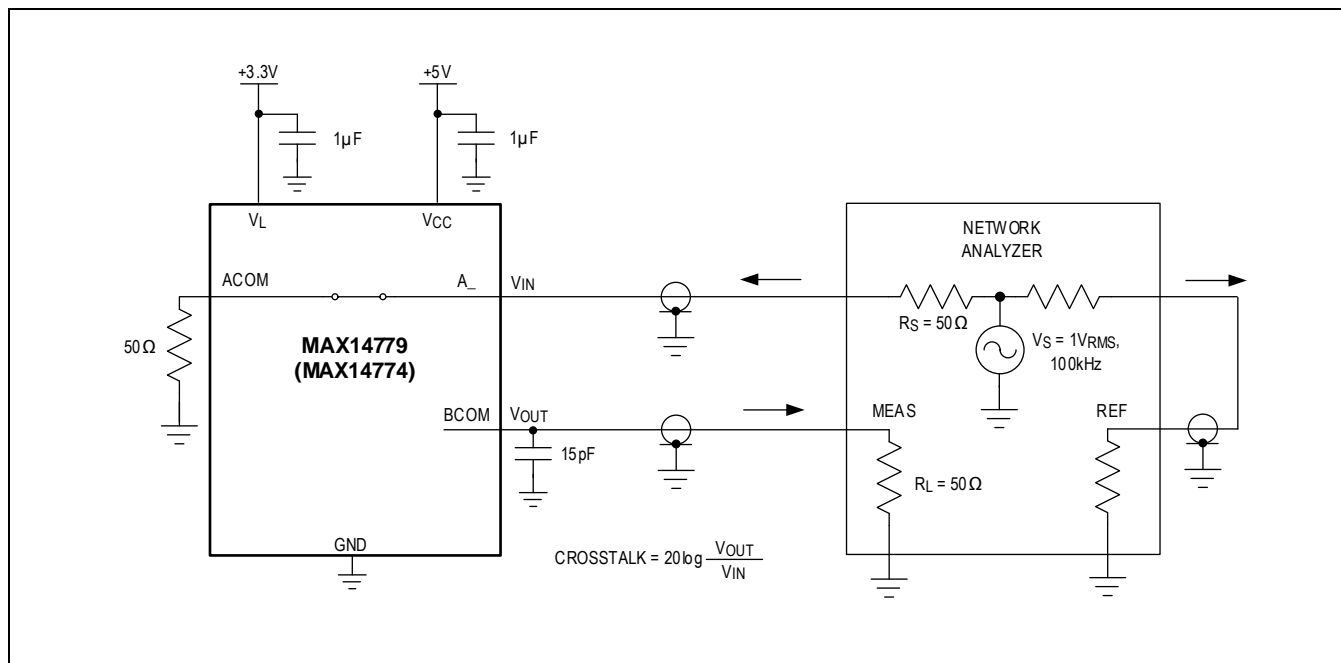 +3.3V
+5V
1µF
1µF
VL
VCC
NETWORK
ANALYZER
ACOM
A_
VIN
RS = 50Ω
VS = 1VRMS,
100kHz
50Ω
MAX14779
(MAX14774)
BCOM
VOUT
MEAS
REF
15pF
RL = 50Ω
GND
CROSSTALK = 20log VOUT
VIN